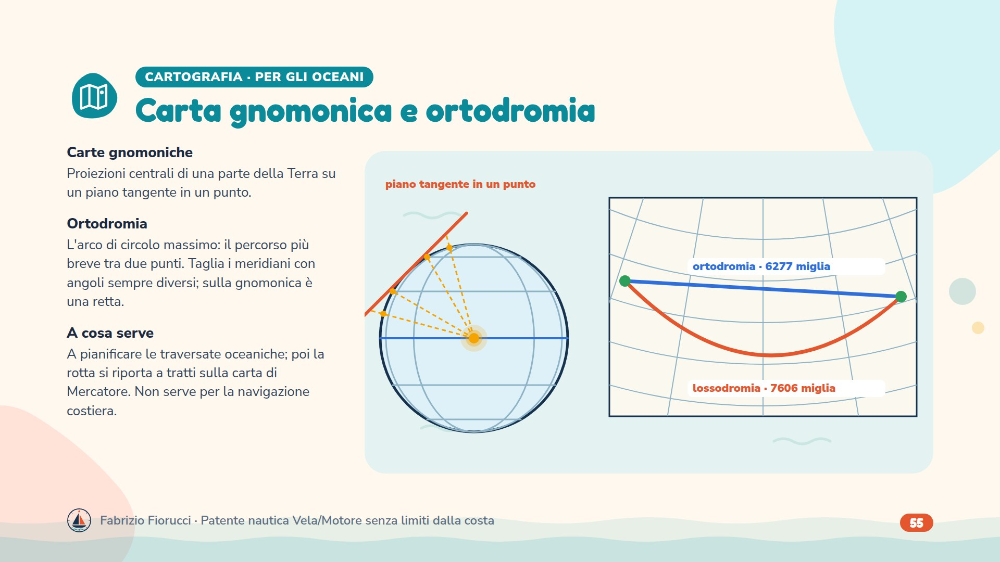 CARTOGRAFIA · PER GLI OCEANI
Carta gnomonica e ortodromia
Carte gnomoniche
Proiezioni centrali di una parte della Terra su
un piano tangente in un punto.
Ortodromia
L'arco di circolo massimo: il percorso più
breve tra due punti. Taglia i meridiani con
angoli sempre diversi; sulla gnomonica è
una retta.
A cosa serve
A pianificare le traversate oceaniche; poi la
rotta si riporta a tratti sulla carta di
Mercatore. Non serve per la navigazione
costiera.
piano tangente in un punto
ortodromia · 6277 miglia
lossodromia · 7606 miglia
Fabrizio Fiorucci · Patente nautica Vela/Motore senza limiti dalla costa
55